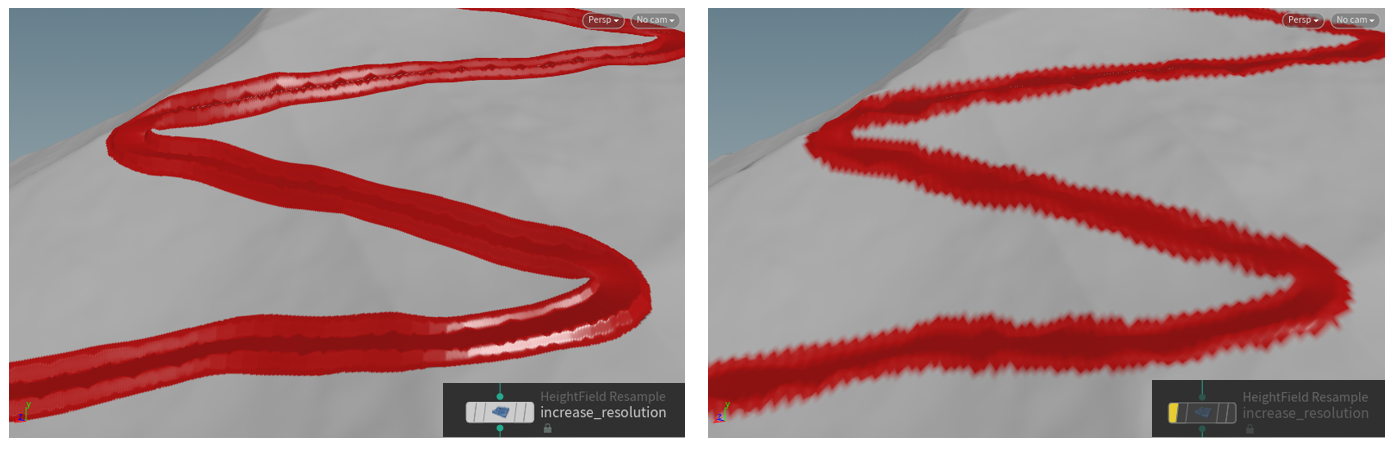 Persp No cam
HeightField Resample
increase_resolution
y
z
Persp No cam
HeightField Resample
increase_resolution
y
z